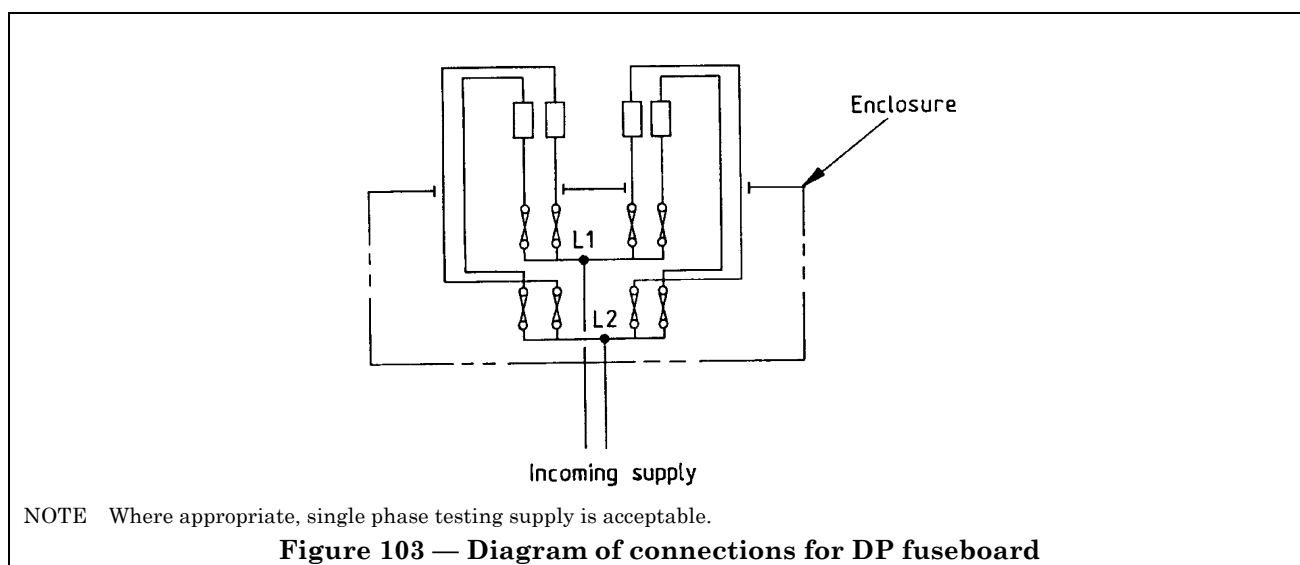 Enclosure
L1
L2
Incoming supply
NOTE Where appropriate, single phase testing supply is acceptable.
Figure 103 — Diagram of connections for DP fuseboard